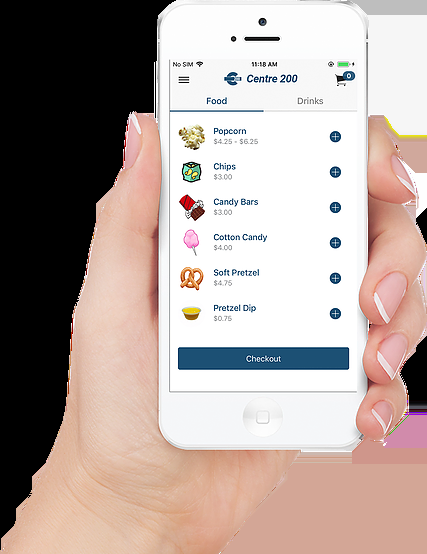 No SIM 11:18 AM
Centre 200 0
Food Drinks
Popcorn
$4.25 - $6.25
Chips
$3.00
Candy Bars
$3.00
Cotton Candy
$4.00
Soft Pretzel
$4.75
Pretzel Dip
$0.75
Checkout